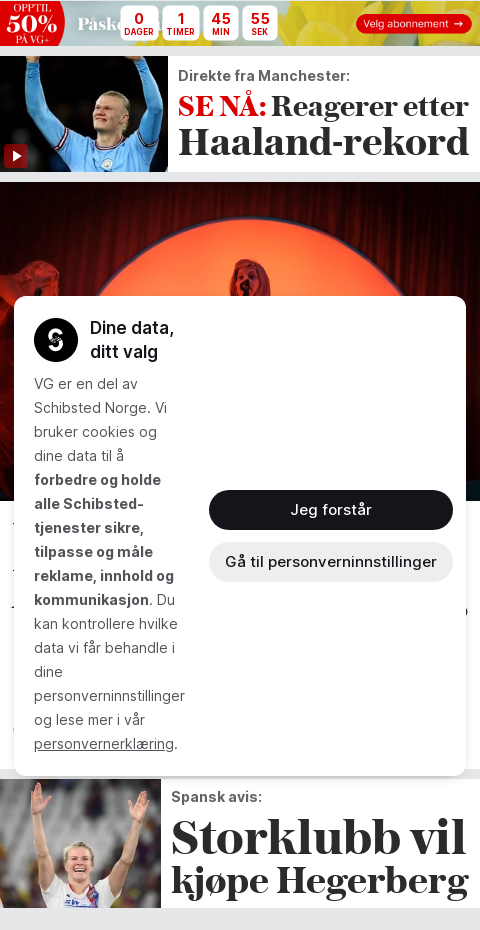 OPPTIL
50%
PÅ VG+
0
DAGER
1
TIMER
45
MIN
55
SEK
Velg abonnement →
Direkte fra Manchester:
SE NÅ: Reagerer etter
Haaland-rekord
Dine data,
ditt valg
VG er en del av
Schibsted Norge. Vi
bruker cookies og
dine data til å
forbedre og holde
alle Schibsted-
tjenester sikre,
tilpasse og måle
reklame, innhold og
kommunikasjon. Du
kan kontrollere hvilke
data vi får behandle i
dine
personverninnstillinger
og lese mer i vår
personvernerklæring.
Jeg forstår
Gå til personverninnstillinger
Spansk avis:
Storklubb vil
kjøpe Hegerberg